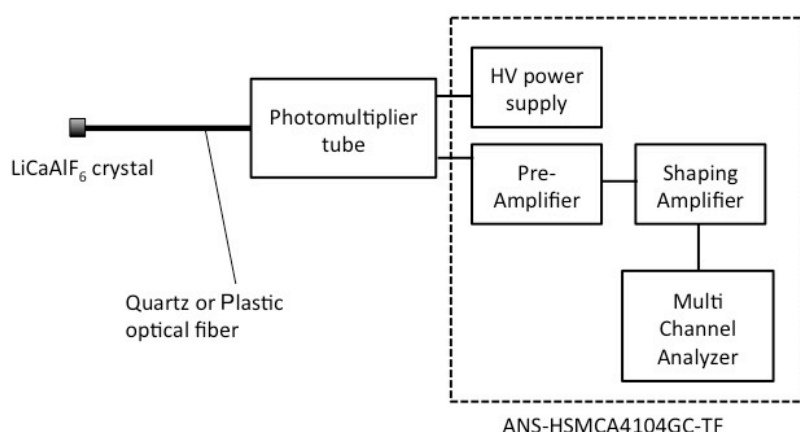 HV power
supply
Photomultiplier
tube
LiCaAlF₆ crystal
Pre-
Amplifier
Shaping
Amplifier
Quartz or Plastic
optical fiber
Multi
Channel
Analyzer
ANS-HSMCA4104GC-TF